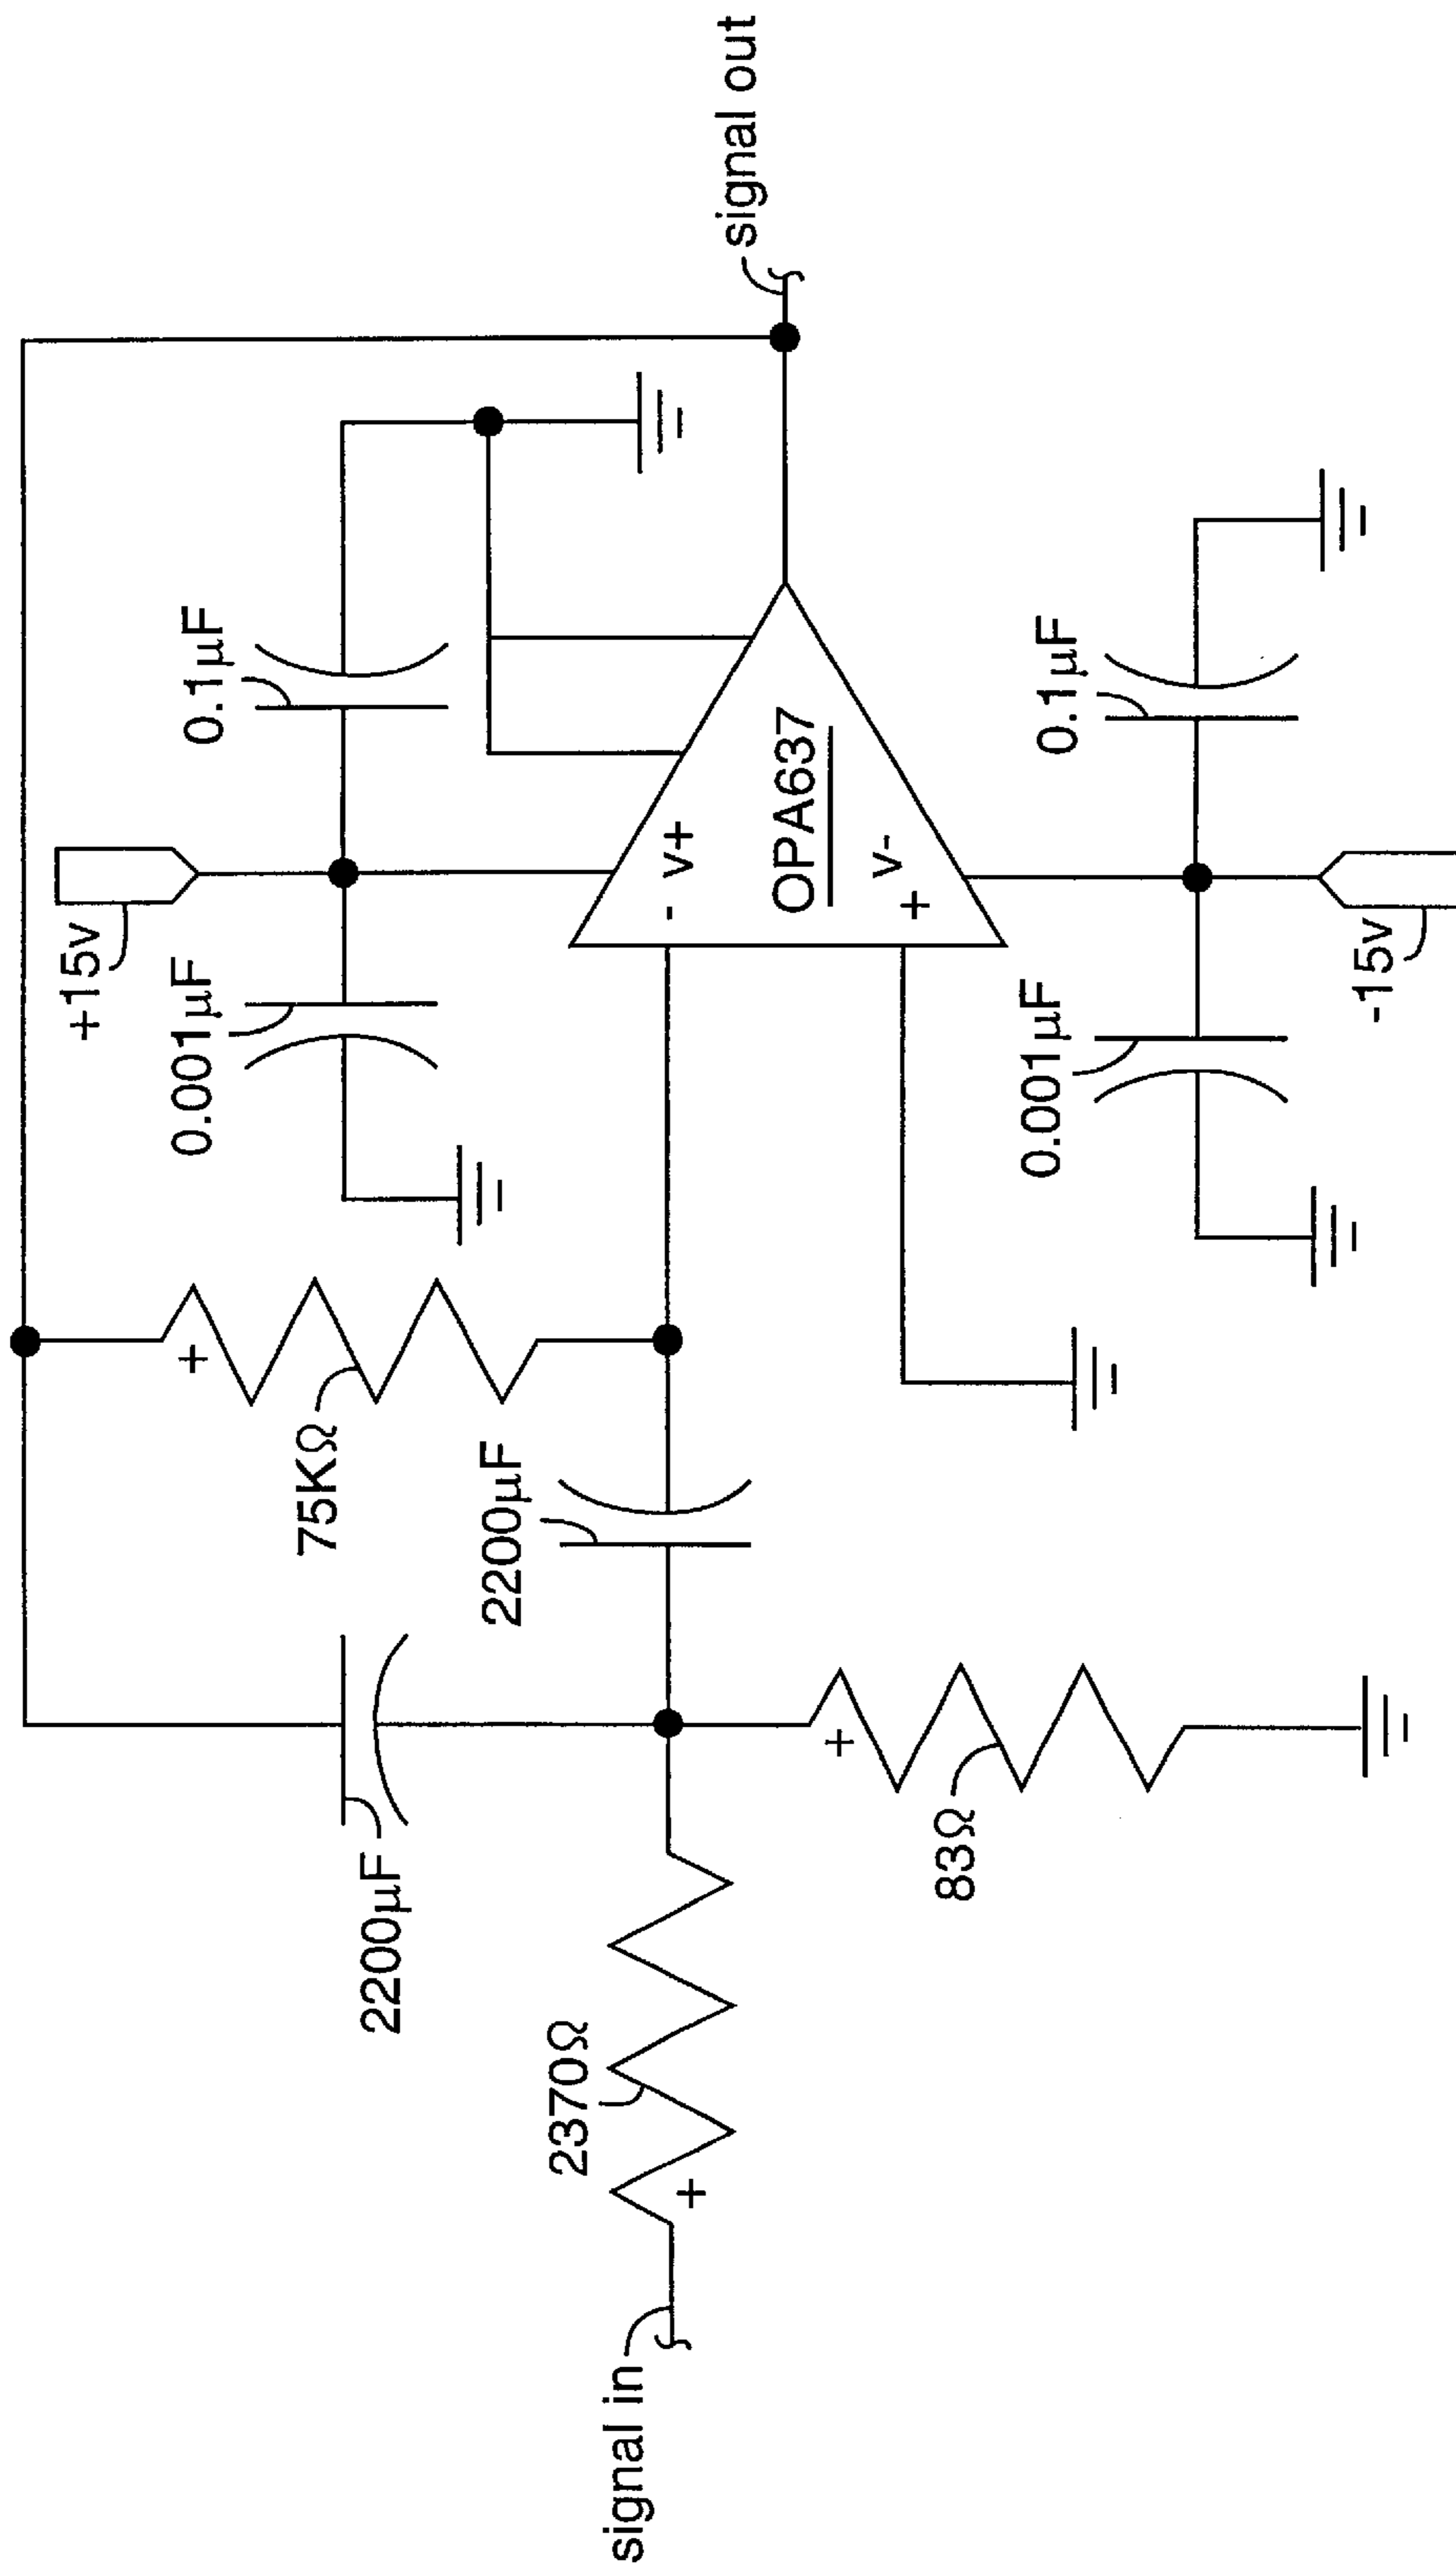 +15v
0.001µF
0.1µF
signal out
75KΩ
2200µF
2200µF
- v+
OPA637
+ v-
2370Ω
+
+
+
signal in
83Ω
0.001µF
0.1µF
-15v